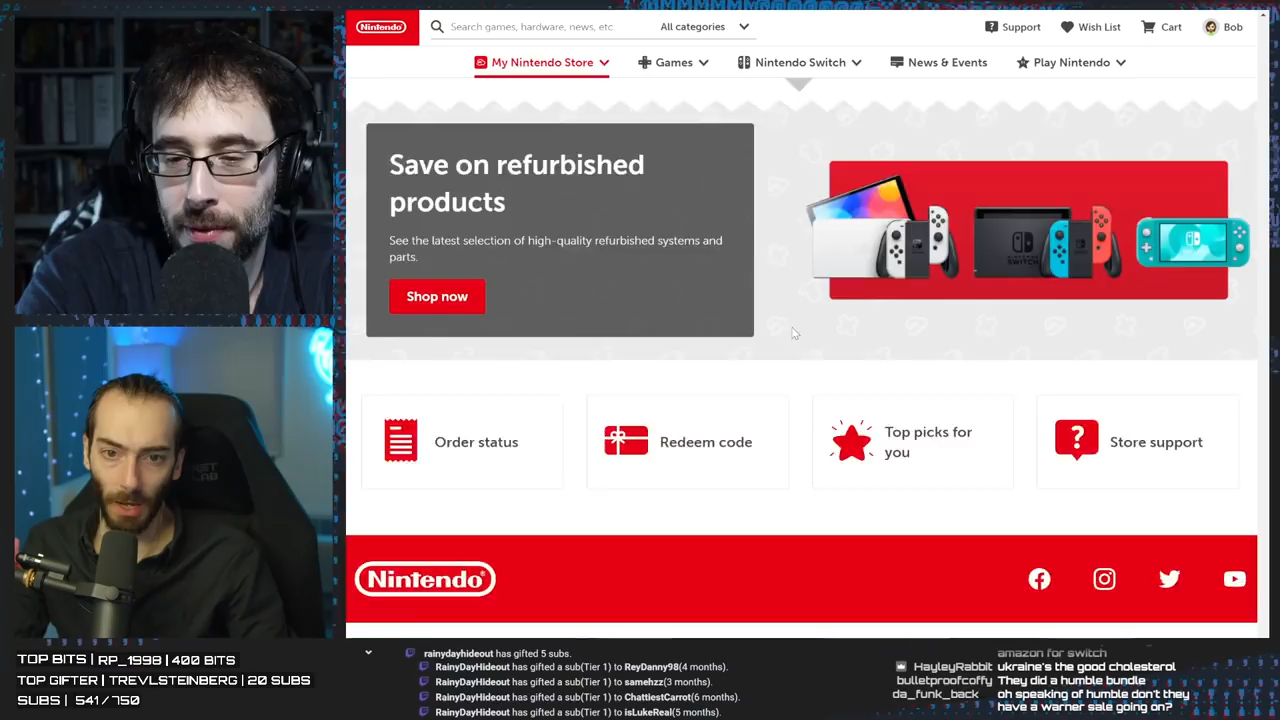 Nintendo
Search games, hardware, news, etc
All categories
Support
Wish List
Cart
Bob
My Nintendo Store
Games
Nintendo Switch
News & Events
Play Nintendo
Save on refurbished
products
See the latest selection of high-quality refurbished systems and
parts.
Shop now
NINTENDO
SWITCH
Order status
Redeem code
Top picks for
you
Store support
Nintendo
TOP BITS | RP_1998 | 400 BITS
TOP GIFTER | TREVLSTEINBERG | 20 SUBS
SUBS | 541/750
rainydayhideout has gifted 5 subs.
RainyDayHideout has gifted a sub(Tier 1) to ReyDanny98(4 months).
RainyDayHideout has gifted a sub(Tier 1) to samehzz(3 months).
RainyDayHideout has gifted a sub(Tier 1) to ChattiestCarrot(6 months).
RainyDayHideout has gifted a sub(Tier 1) to isLukeReal(5 months).
amazon for switch
HayleyRabbit ukraine's the good cholesterol
bulletproofcoffy They did a humble bundle
da_funk_back oh speaking of humble don't they
have a warner sale going on?